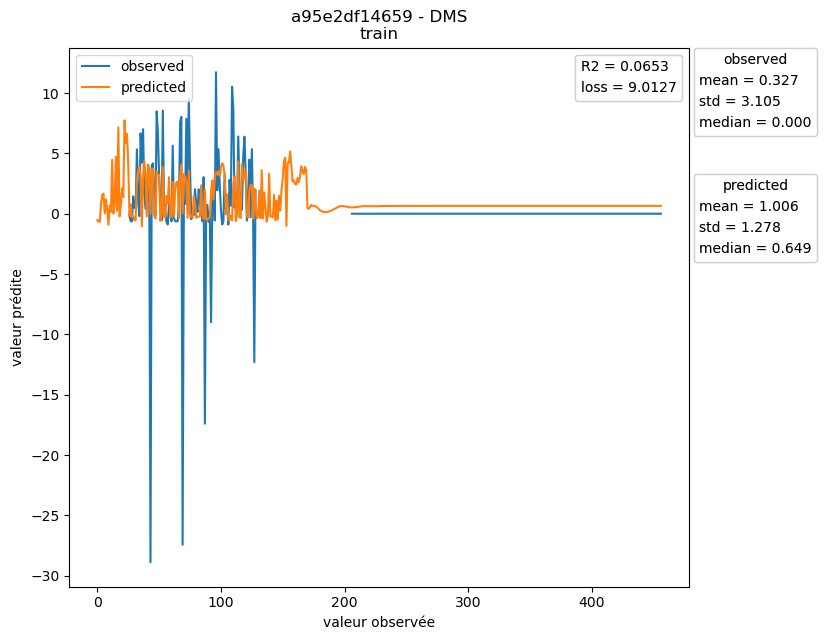 a95e2df14659 - DMS
train
observed
predicted
R2 = 0.0653
loss = 9.0127
observed
mean = 0.327
std = 3.105
median = 0.000
predicted
mean = 1.006
std = 1.278
median = 0.649
valeur prédite
10
5
0
−5
−10
−15
−20
−25
−30
0
100
200
300
400
valeur observée